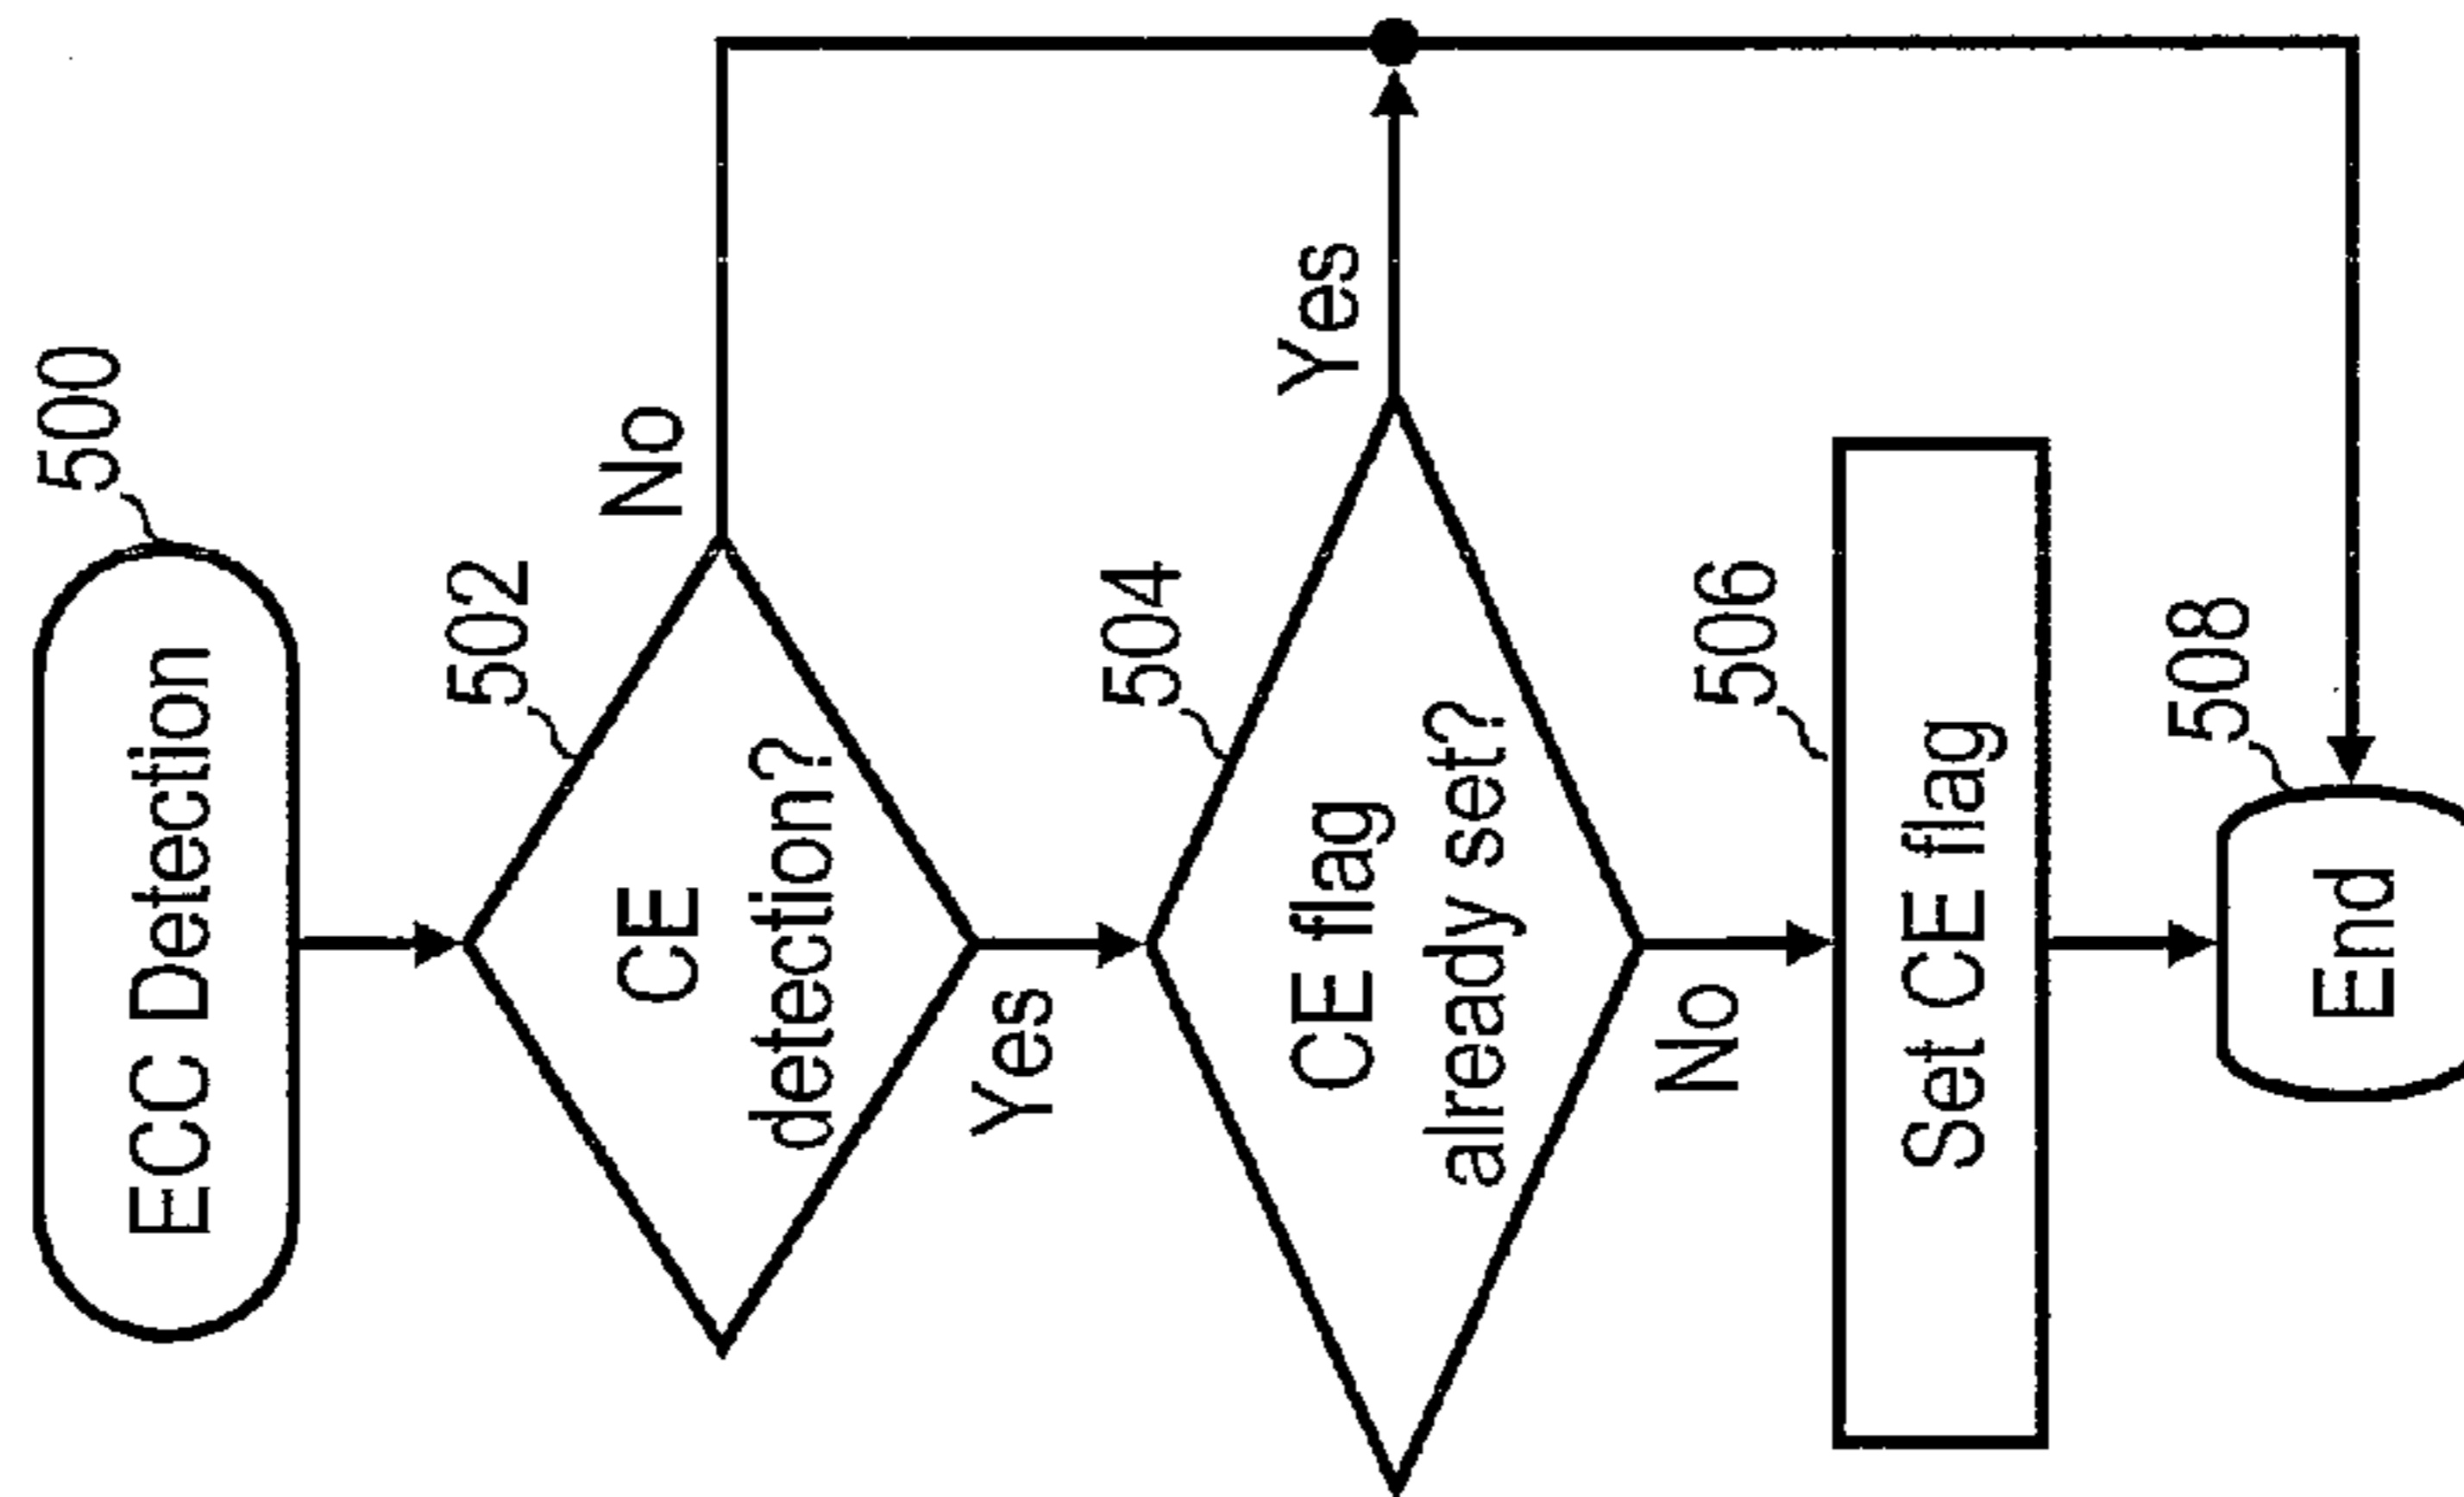 ECC Detection
500
CE
detection?
502
No
Yes
CE flag
already set?
504
Yes
No
Set CE flag
506
End
508